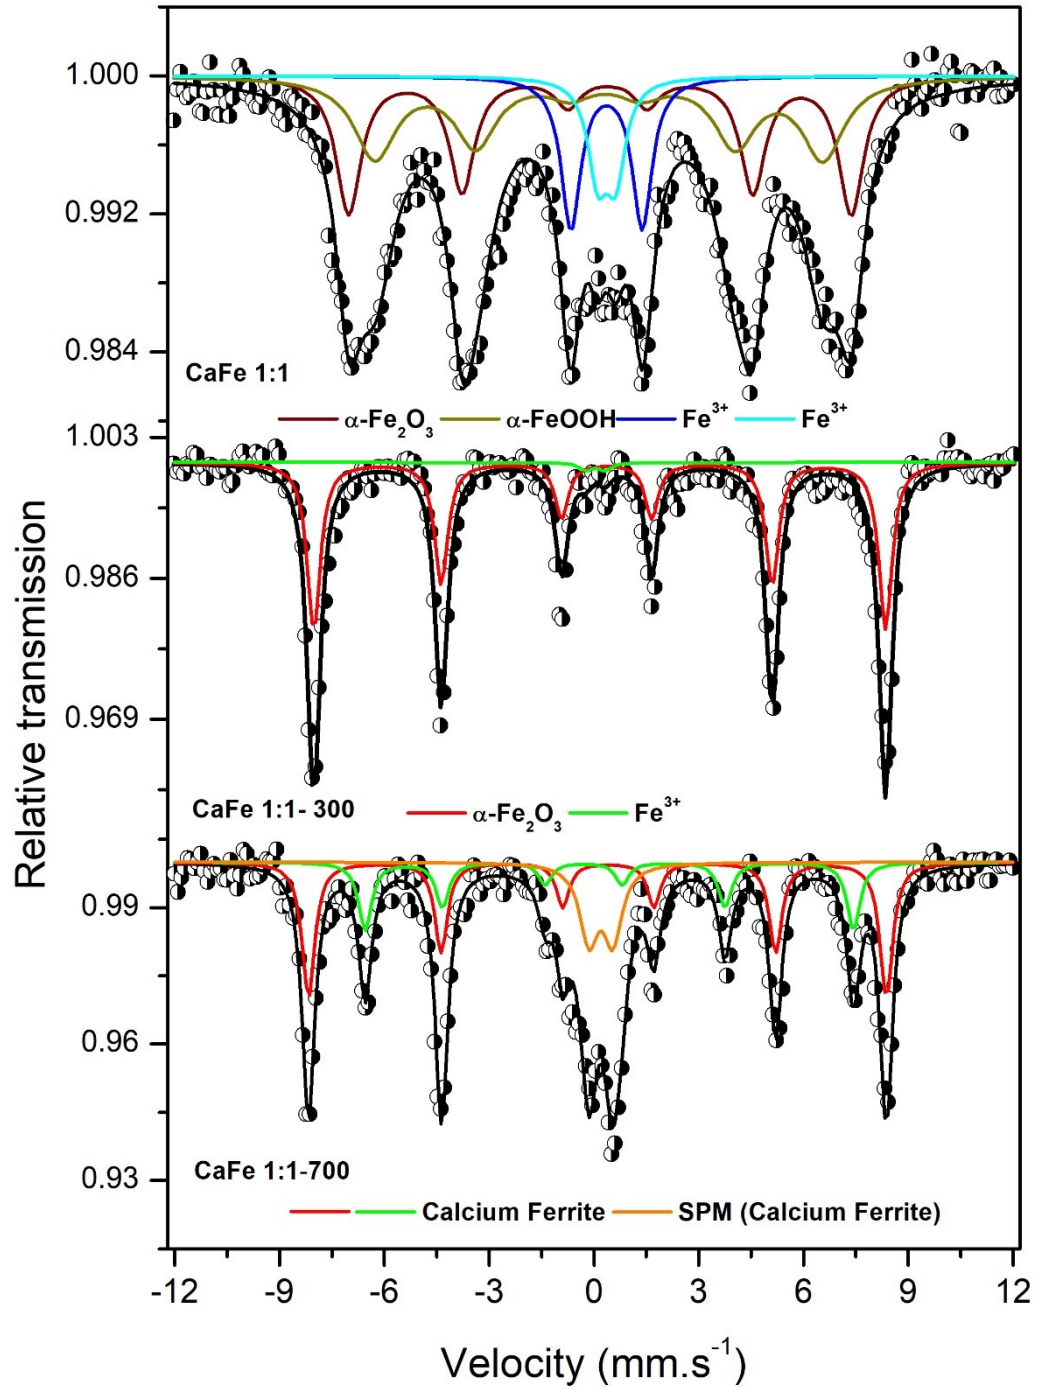 1.000
0.992
0.984
CaFe 1:1
α-Fe₂O₃ α-FeOOH Fe³⁺ Fe³⁺
1.003
0.986
0.969
CaFe 1:1- 300
α-Fe₂O₃ Fe³⁺
0.99
0.96
0.93
CaFe 1:1-700
Calcium Ferrite SPM (Calcium Ferrite)
-12 -9 -6 -3 0 3 6 9 12
Velocity (mm.s⁻¹)
Relative transmission